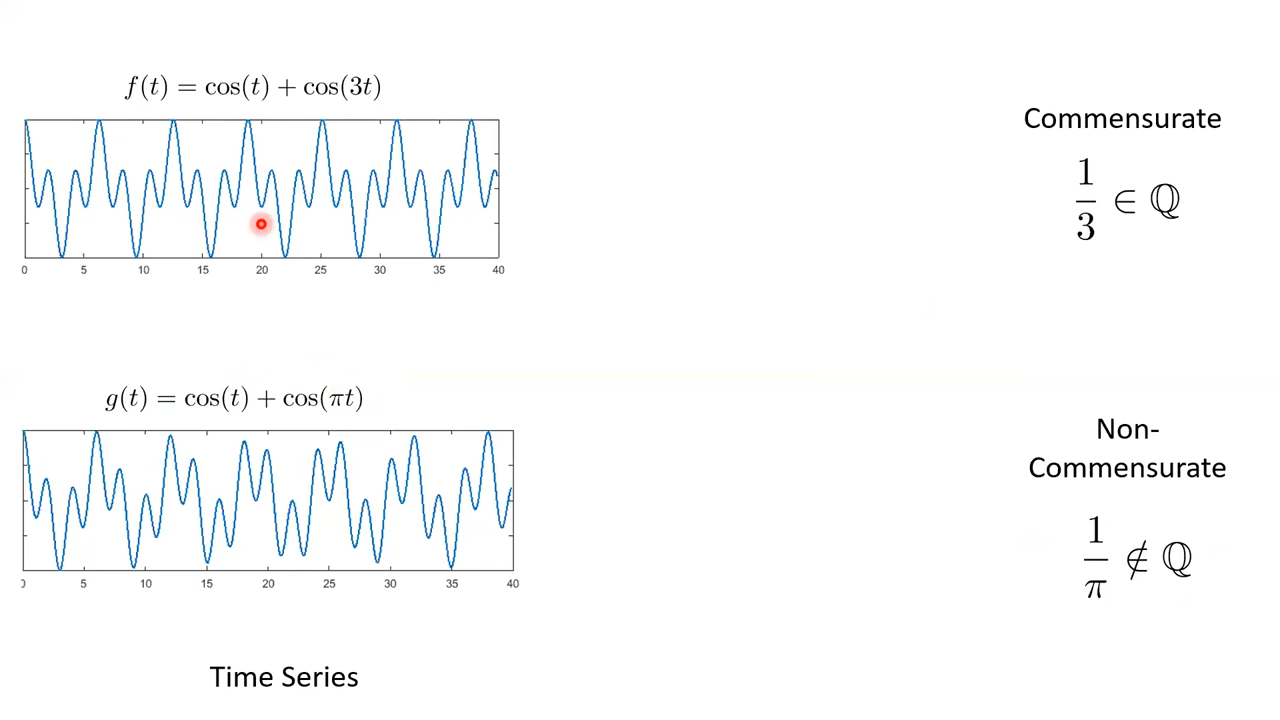 f(t) = cos(t) + cos(3t)
0 5 10 15 20 25 30 35 40
Commensurate
1/3 ∈ ℚ
g(t) = cos(t) + cos(πt)
0 5 10 15 20 25 30 35 40
Non-
Commensurate
1/π ∉ ℚ
Time Series